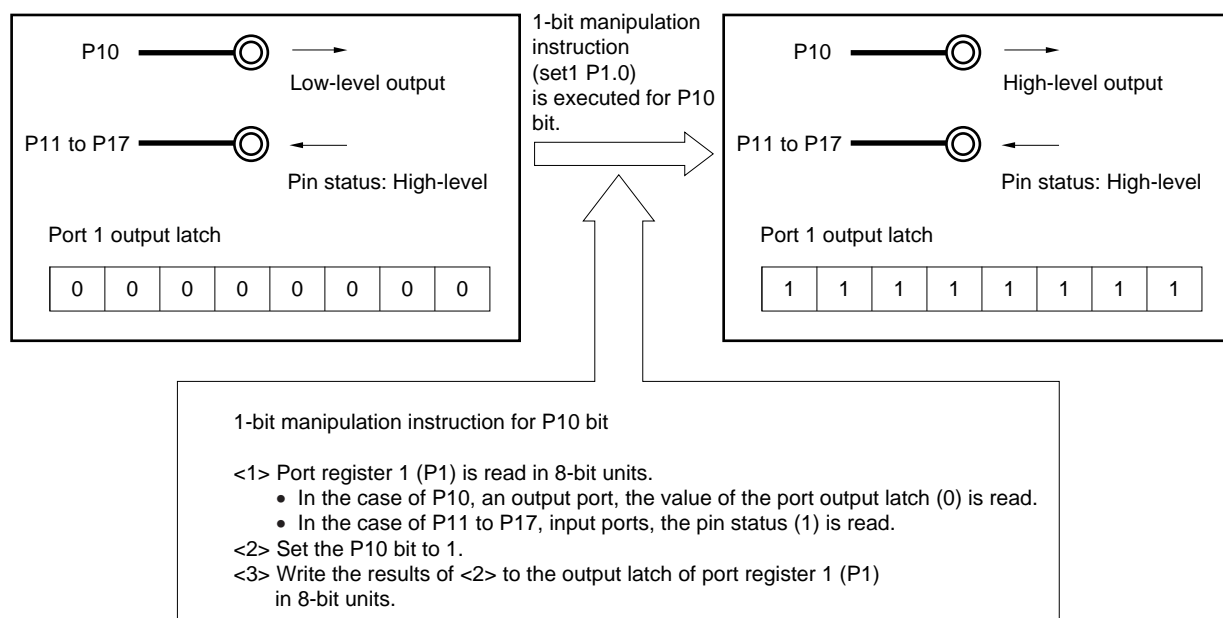 P10
Low-level output
P11 to P17
Pin status: High-level
Port 1 output latch
0 0 0 0 0 0 0 0
1-bit manipulation
instruction
(set1 P1.0)
is executed for P10
bit.
P10
High-level output
P11 to P17
Pin status: High-level
Port 1 output latch
1 1 1 1 1 1 1 1
1-bit manipulation instruction for P10 bit
<1> Port register 1 (P1) is read in 8-bit units.
• In the case of P10, an output port, the value of the port output latch (0) is read.
• In the case of P11 to P17, input ports, the pin status (1) is read.
<2> Set the P10 bit to 1.
<3> Write the results of <2> to the output latch of port register 1 (P1)
in 8-bit units.